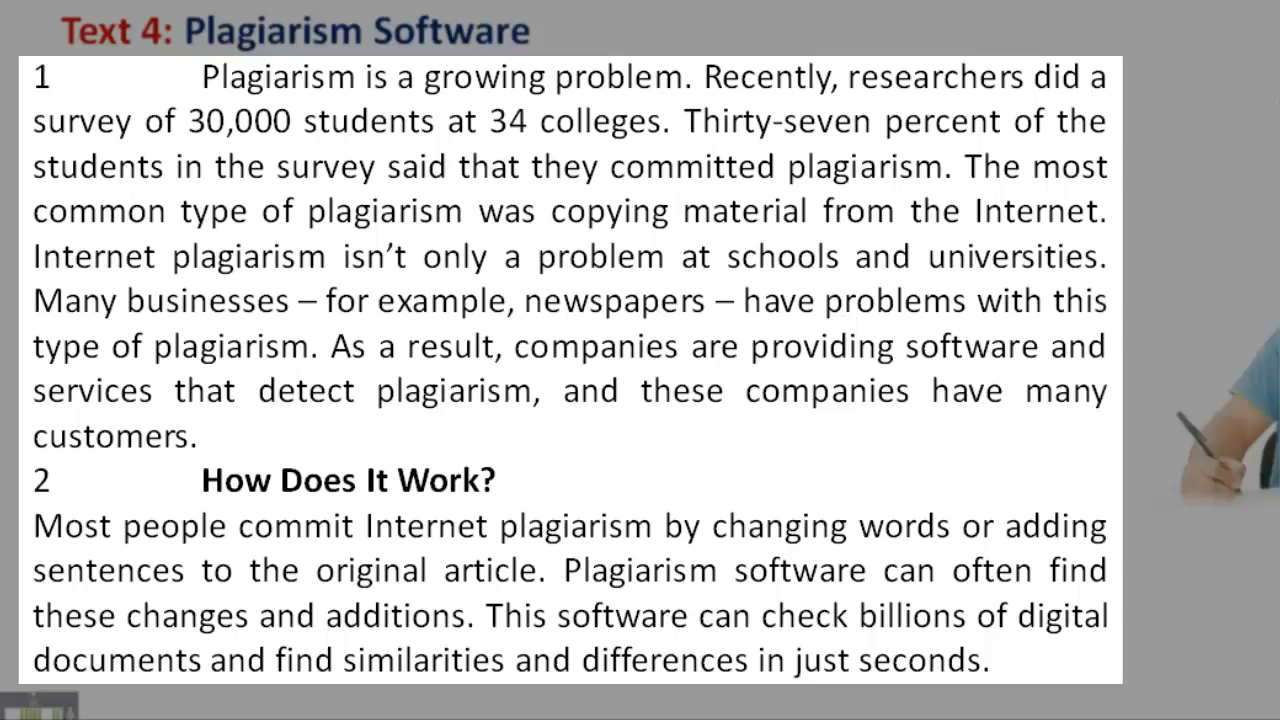 Text 4: Plagiarism Software
1 Plagiarism is a growing problem. Recently, researchers did a
survey of 30,000 students at 34 colleges. Thirty-seven percent of the
students in the survey said that they committed plagiarism. The most
common type of plagiarism was copying material from the Internet.
Internet plagiarism isn’t only a problem at schools and universities.
Many businesses – for example, newspapers – have problems with this
type of plagiarism. As a result, companies are providing software and
services that detect plagiarism, and these companies have many
customers.
2 How Does It Work?
Most people commit Internet plagiarism by changing words or adding
sentences to the original article. Plagiarism software can often find
these changes and additions. This software can check billions of digital
documents and find similarities and differences in just seconds.